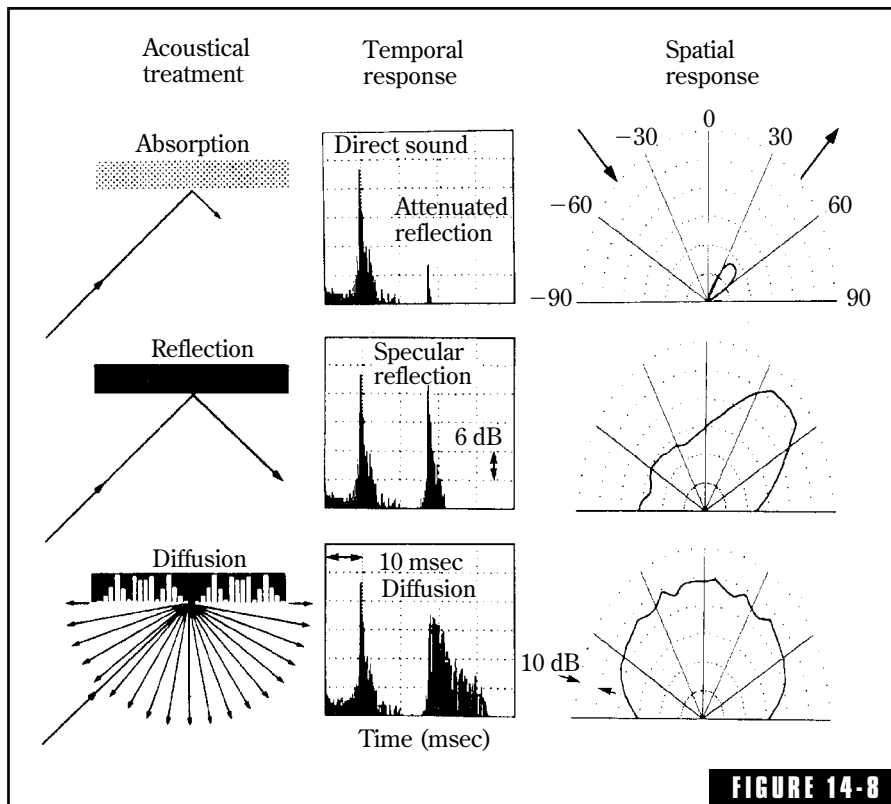 Acoustical
treatment
Temporal
response
Spatial
response
Absorption
Direct sound
Attenuated
reflection
0
−30
30
−60
60
−90
90
Reflection
Specular
reflection
6 dB
Diffusion
10 msec
Diffusion
10 dB
Time (msec)
FIGURE 14-8